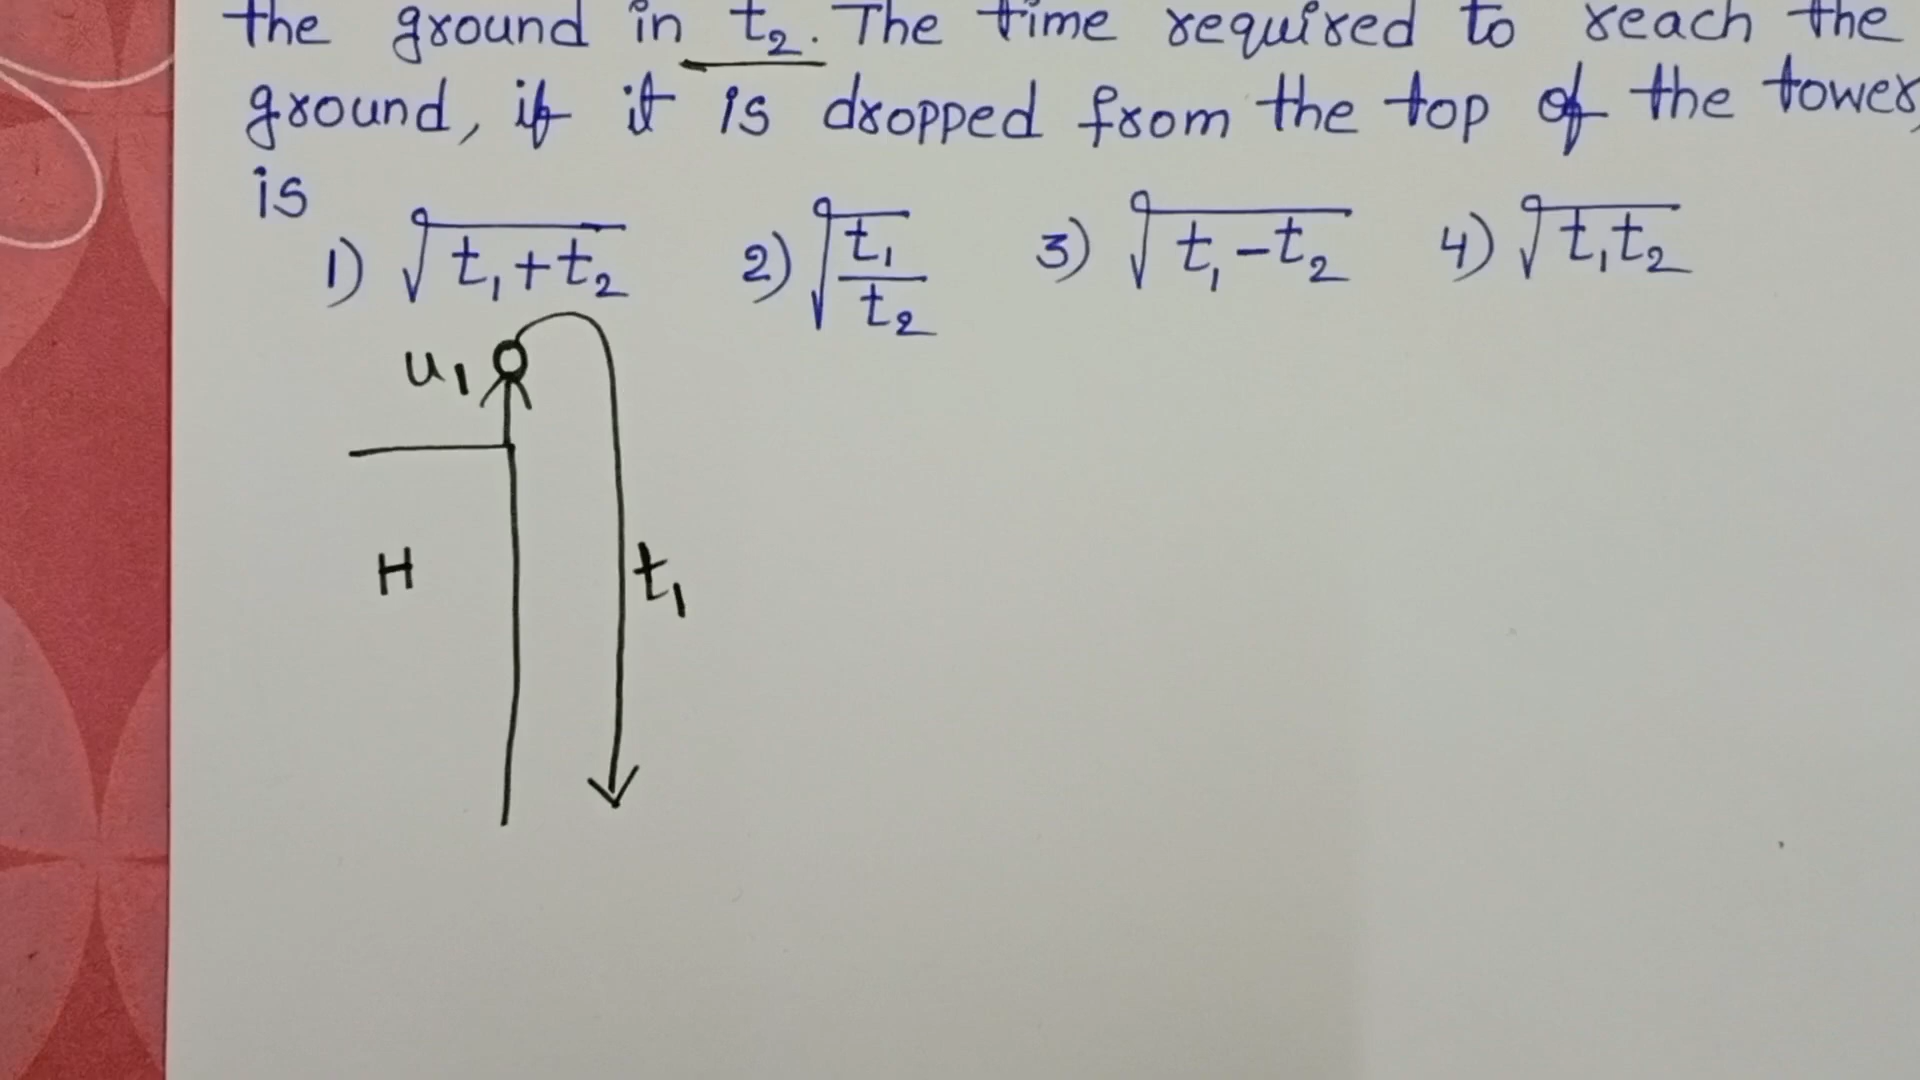 the ground in t₂. The time required to reach the
ground, if it is dropped from the top of the tower,
is
1) √(t₁+t₂) 2) √(t₁/t₂) 3) √(t₁-t₂) 4) √(t₁t₂)
u₁
H
t₁